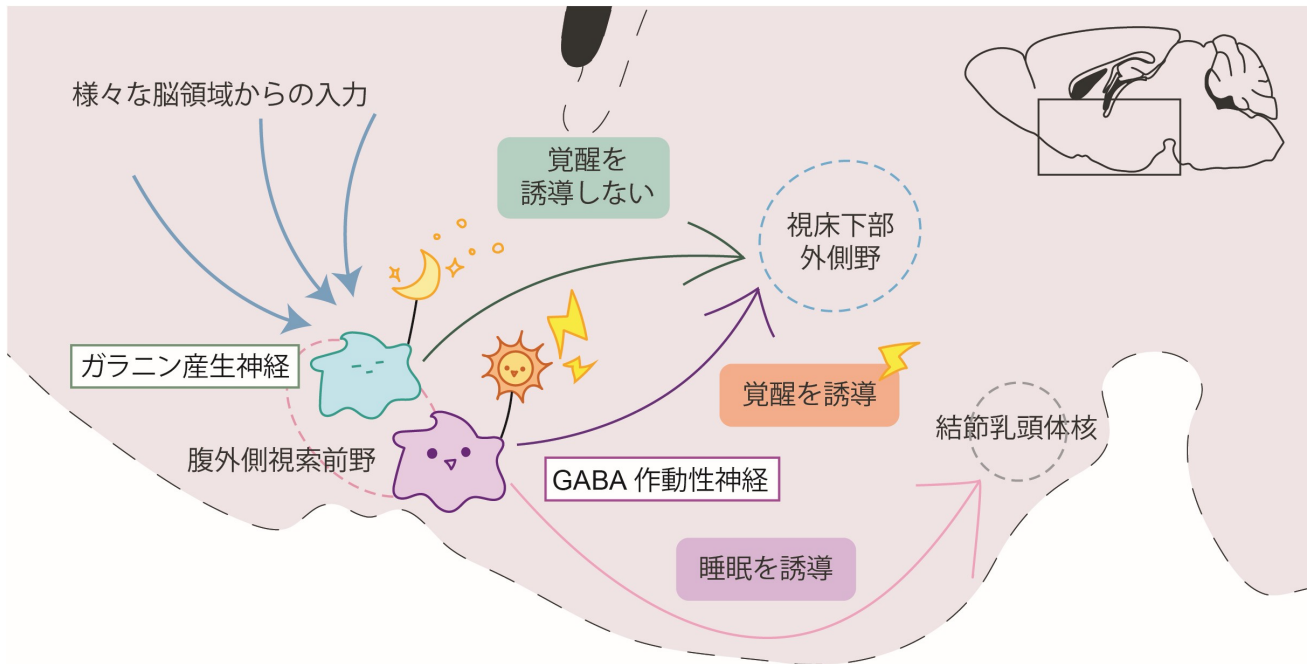 様々な脳領域からの入力
覚醒を
誘導しない
視床下部
外側野
ガラニン産生神経
覚醒を誘導
結節乳頭体核
腹外側視索前野
GABA 作動性神経
睡眠を誘導